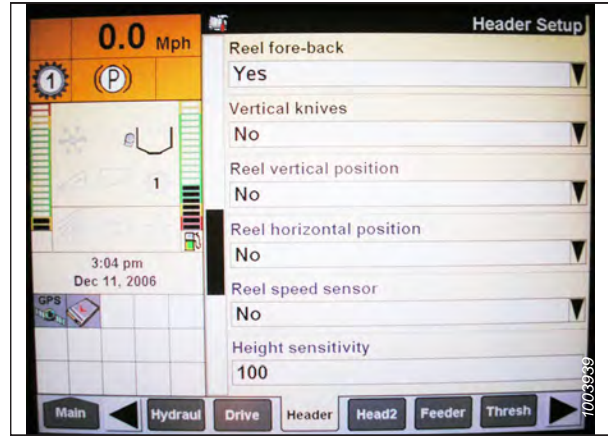 0.0 Mph
1
(P)
1
3:04 pm
Dec 11, 2006
GPS
Header Setup
Reel fore-back
Yes
Vertical knives
No
Reel vertical position
No
Reel horizontal position
No
Reel speed sensor
No
Height sensitivity
100
Main
Hydraul
Drive
Header
Head2
Feeder
Thresh
1003939